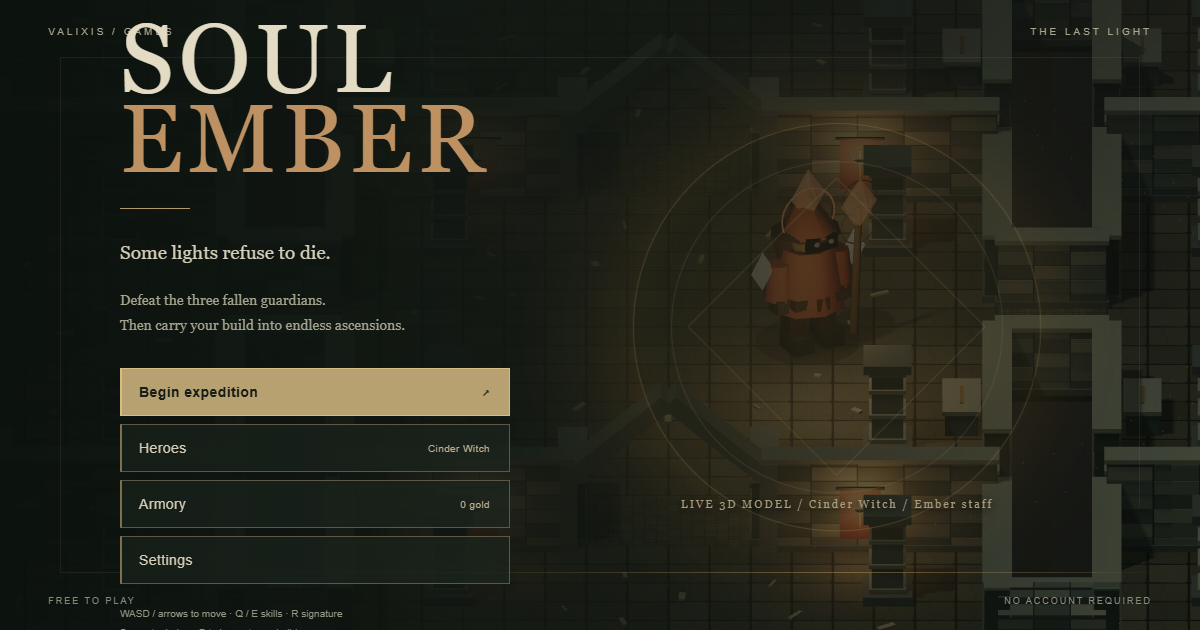 VALIXIS / GAMES
THE LAST LIGHT
SOUL
EMBER
Some lights refuse to die.
Defeat the three fallen guardians.
Then carry your build into endless ascensions.
Begin expedition ↗
Heroes Cinder Witch
Armory 0 gold
Settings
LIVE 3D MODEL / Cinder Witch / Ember staff
FREE TO PLAY
NO ACCOUNT REQUIRED
WASD / arrows to move · Q / E skills · R signature